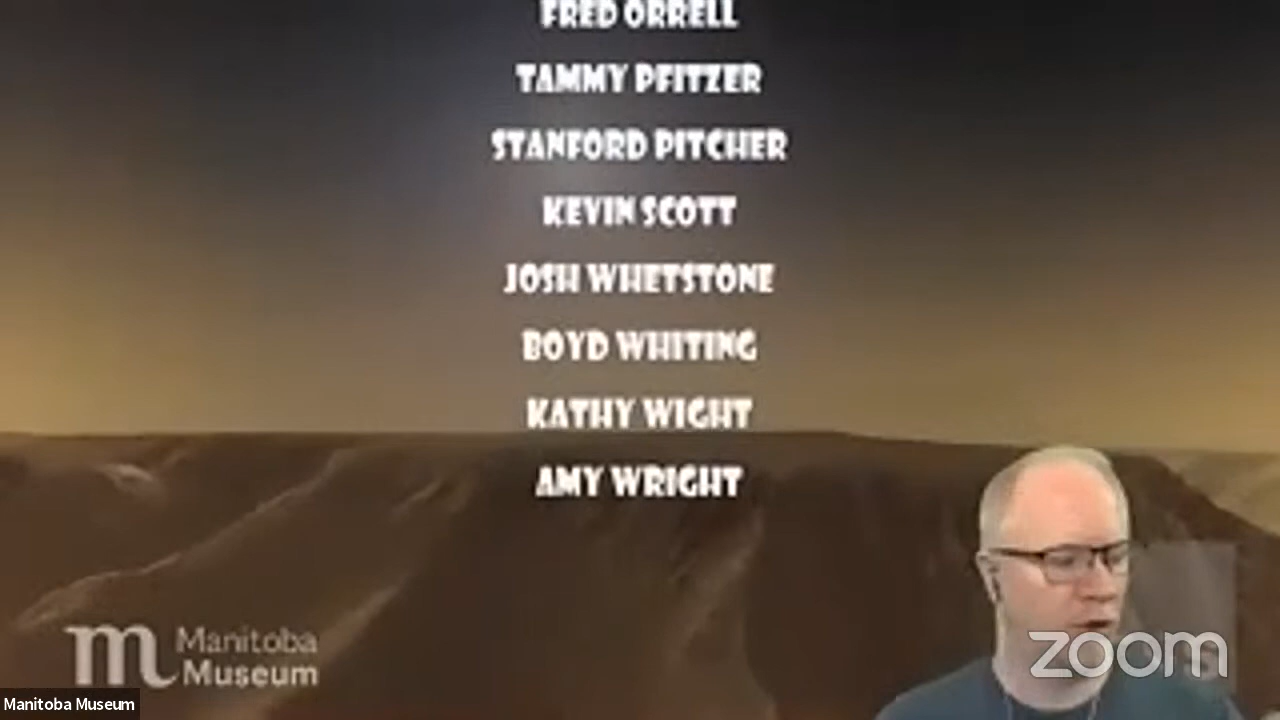 FRED ORRELL
TAMMY PFITZER
STANFORD PITCHER
KEVIN SCOTT
JOSH WHETSTONE
BOYD WHITING
KATHY WIGHT
AMY WRIGHT
m Manitoba
Museum
zoom
Manitoba Museum